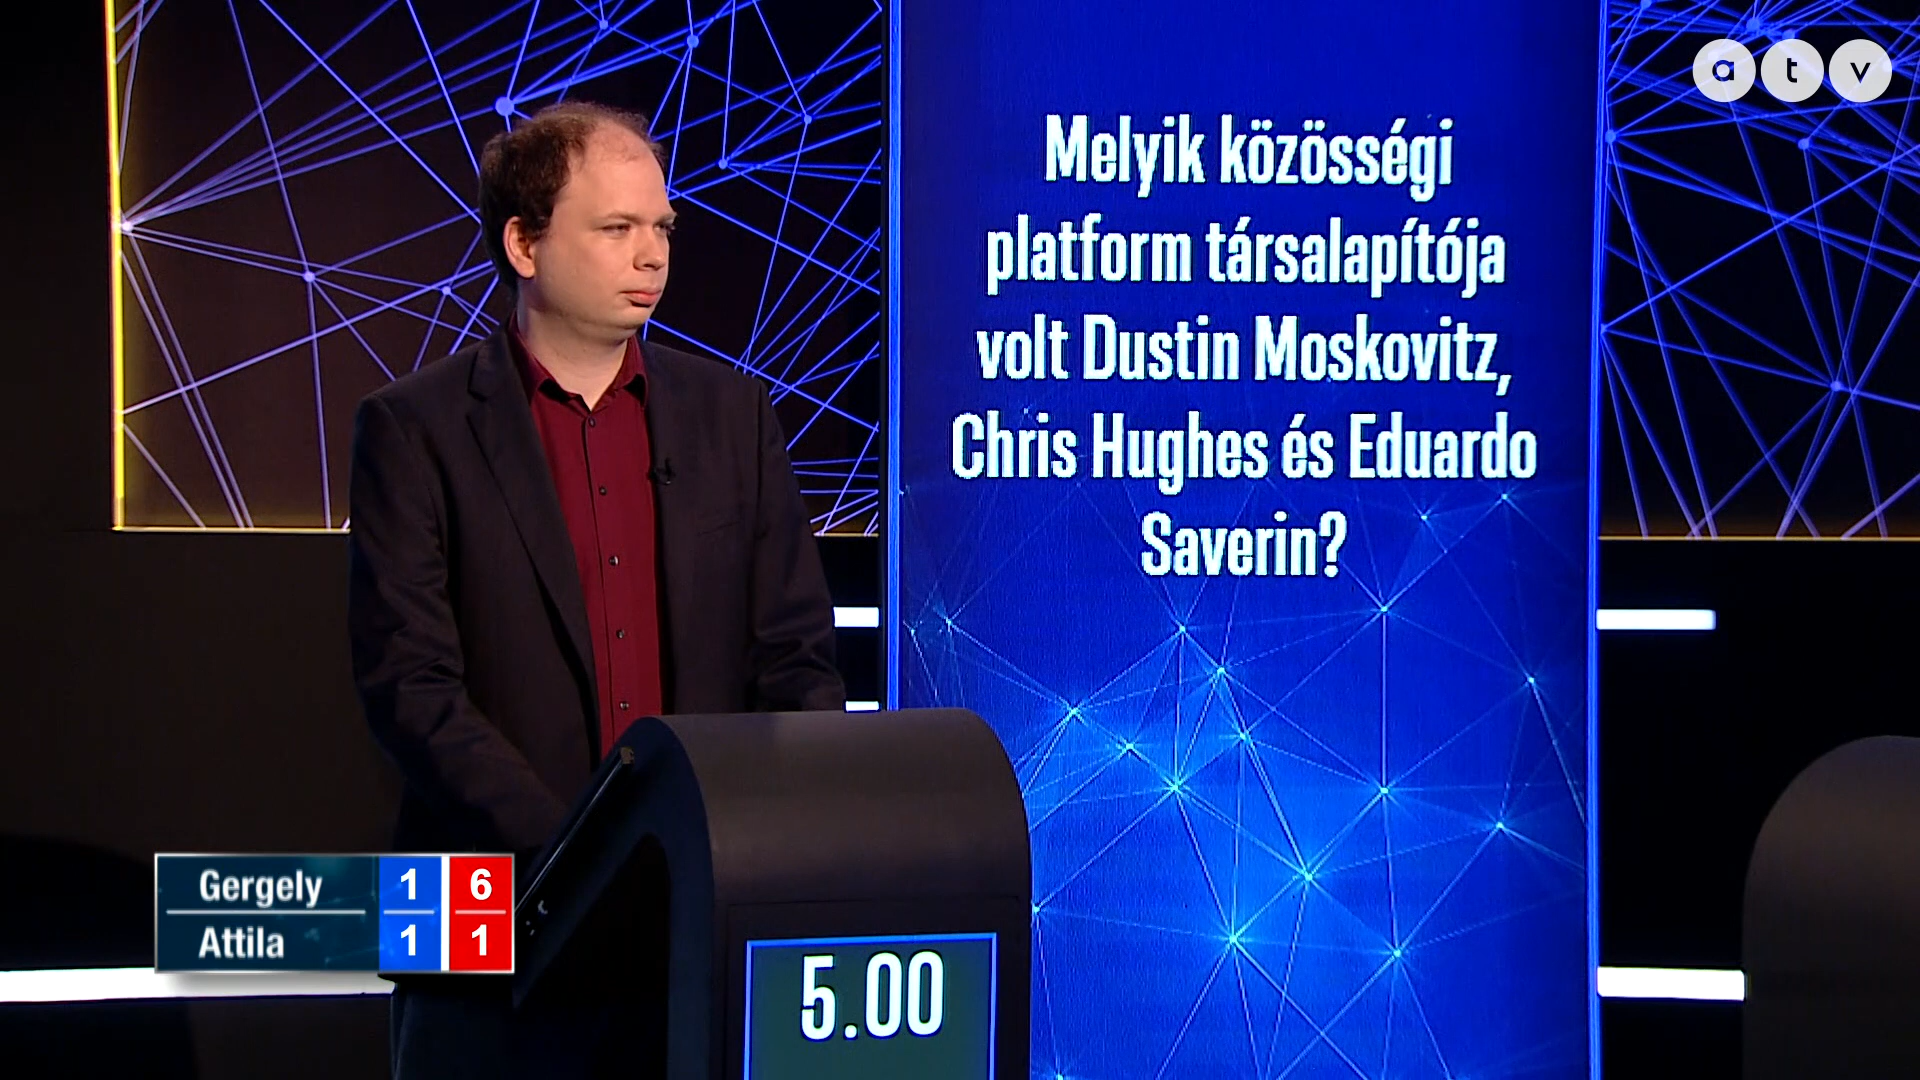 atv
Melyik közösségi
platform társalapítója
volt Dustin Moskovitz,
Chris Hughes és Eduardo
Saverin?
Gergely 1 6
Attila 1 1
5.00